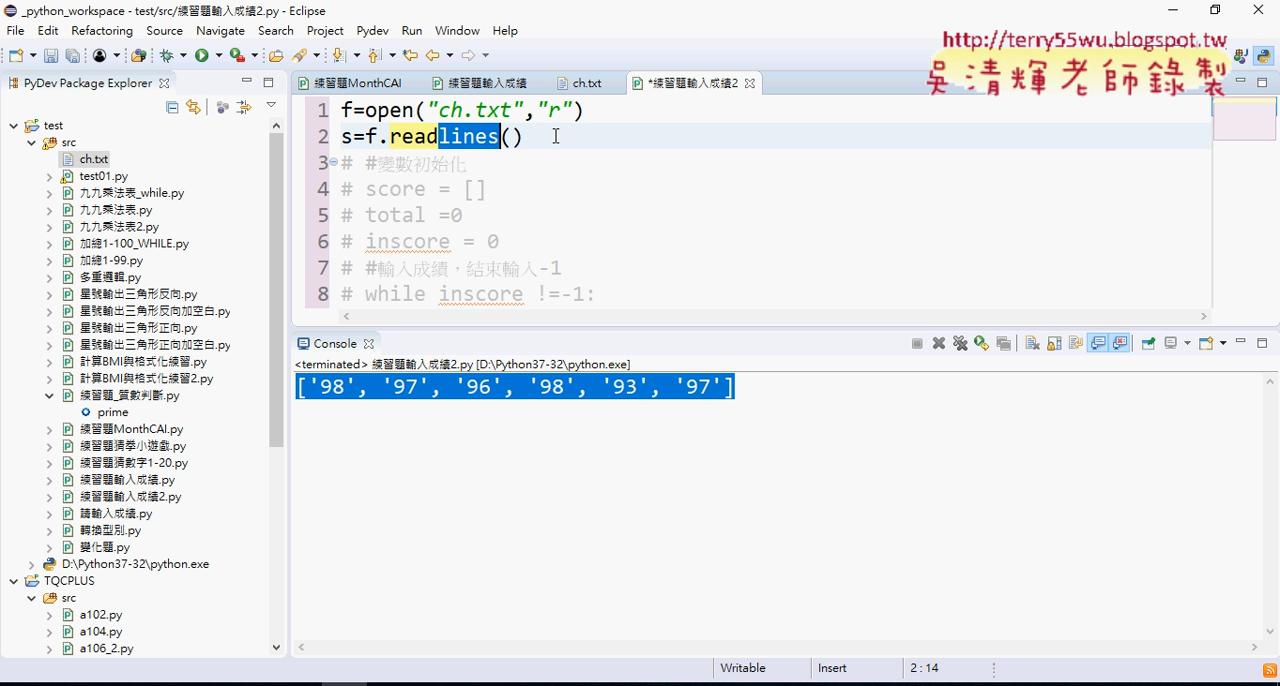 _python_workspace - test/src/練習題輸入成績2.py - Eclipse
File Edit Refactoring Source Navigate Search Project Pydev Run Window Help
http://terry55wu.blogspot.tw
吳清輝老師錄製
PyDev Package Explorer
練習題MonthCAI 練習題輸入成績 ch.txt *練習題輸入成績2
test
src
ch.txt
test01.py
九九乘法表_while.py
九九乘法表.py
九九乘法表2.py
加總1-100_WHILE.py
加總1-99.py
多重邏輯.py
星號輸出三角形反向.py
星號輸出三角形反向加空白.py
星號輸出三角形正向.py
星號輸出三角形正向加空白.py
計算BMI與格式化練習.py
計算BMI與格式化練習2.py
練習題_質數判斷.py
prime
練習題MonthCAI.py
練習題猜拳小遊戲.py
練習題猜數字1-20.py
練習題輸入成績.py
練習題輸入成績2.py
請輸入成績.py
轉換型別.py
變化題.py
D:\Python37-32\python.exe
TQCPLUS
src
a102.py
a104.py
a106_2.py
1 f=open("ch.txt","r")
2 s=f.readlines()
3 # #變數初始化
4 # score = []
5 # total =0
6 # inscore = 0
7 # #輸入成績，結束輸入-1
8 # while inscore !=-1:
Console
<terminated> 練習題輸入成績2.py [D:\Python37-32\python.exe]
['98', '97', '96', '98', '93', '97']
Writable Insert 2 : 14